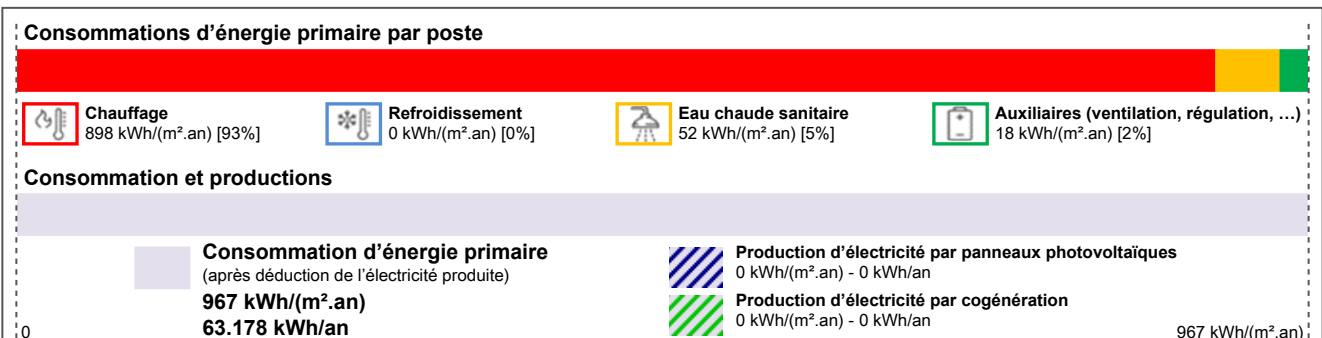 Consommations d'énergie primaire par poste
Chauffage
898 kWh/(m².an) [93%]
Refroidissement
0 kWh/(m².an) [0%]
Eau chaude sanitaire
52 kWh/(m².an) [5%]
Auxiliaires (ventilation, régulation, …)
18 kWh/(m².an) [2%]
Consommation et productions
Consommation d'énergie primaire
(après déduction de l'électricité produite)
967 kWh/(m².an)
63.178 kWh/an
Production d'électricité par panneaux photovoltaïques
0 kWh/(m².an) - 0 kWh/an
Production d'électricité par cogénération
0 kWh/(m².an) - 0 kWh/an
0
967 kWh/(m².an)